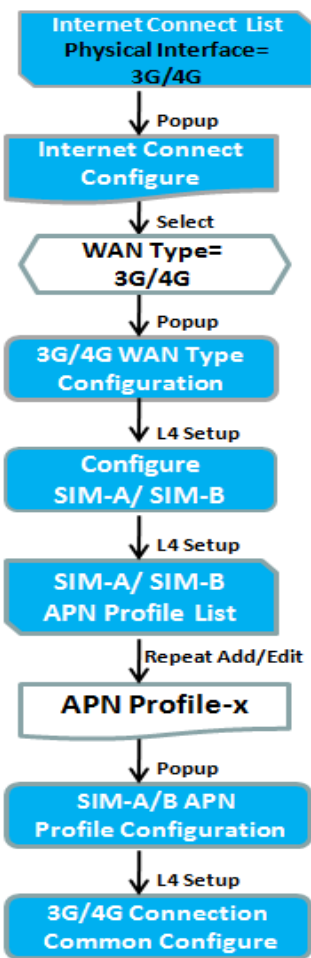 Internet Connect List
Physical Interface=
3G/4G
Popup
Internet Connect
Configure
Select
WAN Type=
3G/4G
Popup
3G/4G WAN Type
Configuration
L4 Setup
Configure
SIM-A/ SIM-B
L4 Setup
SIM-A/ SIM-B
APN Profile List
Repeat Add/Edit
APN Profile-x
Popup
SIM-A/B APN
Profile Configuration
L4 Setup
3G/4G Connection
Common Configure